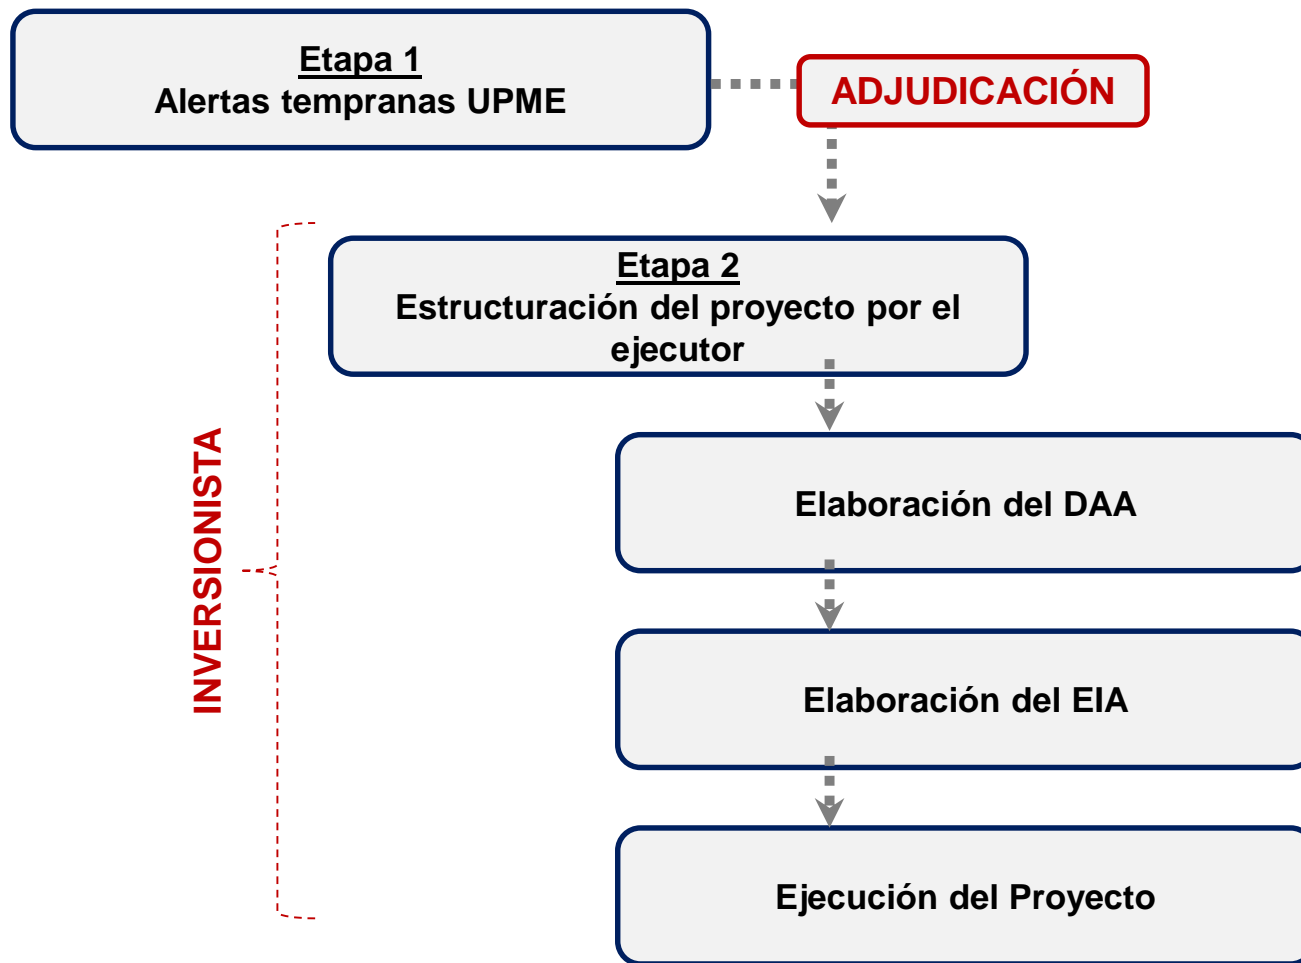 Etapa 1
Alertas tempranas UPME
ADJUDICACIÓN
Etapa 2
Estructuración del proyecto por el
ejecutor
INVERSIONISTA
Elaboración del DAA
Elaboración del EIA
Ejecución del Proyecto